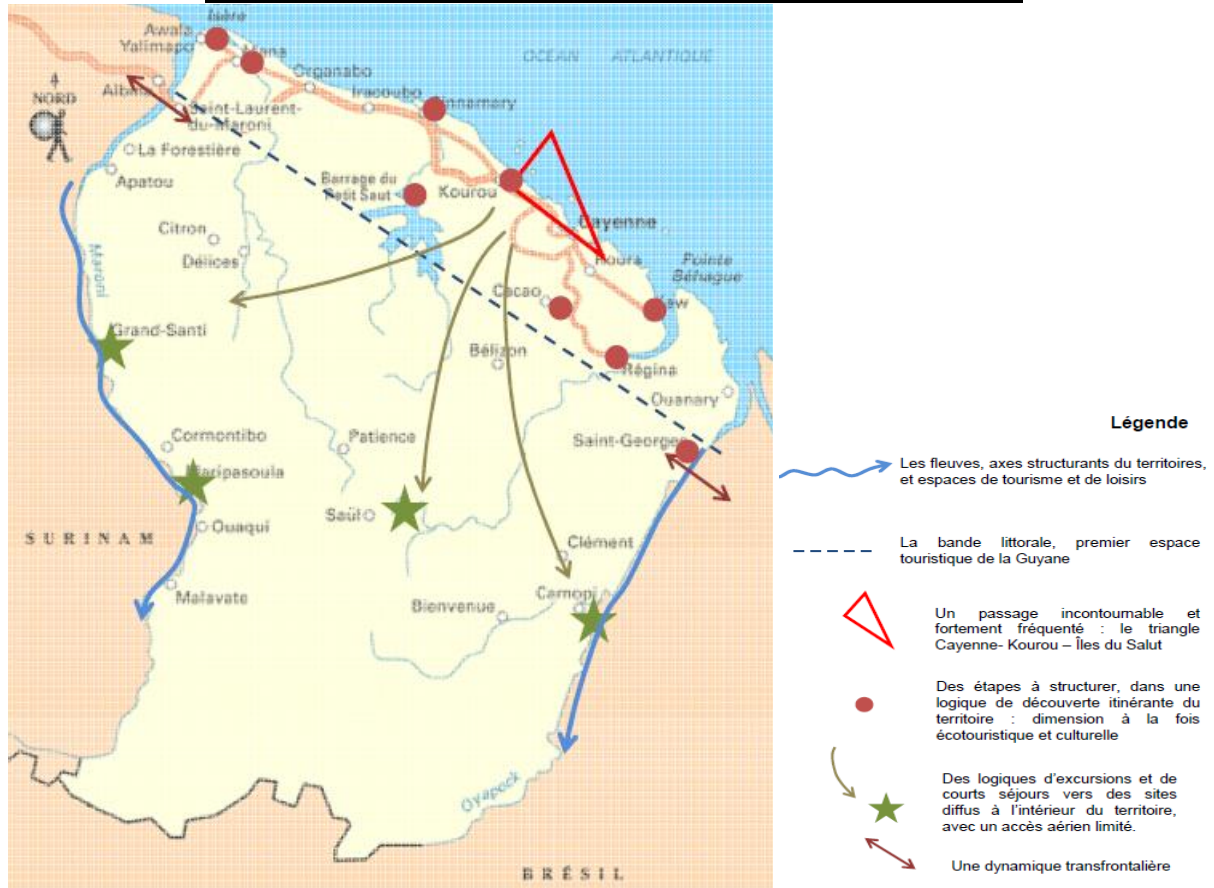 Isère
OCÉAN ATLANTIQUE
Awala
Yalimapo
Mana
Organabo
Iracoubo
Sinnamary
NORD
Albina
Saint-Laurent-
du-Maroni
La Forestière
Apatou
Barrage du
Petit Saut
Kourou
Cayenne
Citron
Délices
Roura
Pointe
Béhague
Maroni
Cacao
Kaw
Grand-Santi
Bélizon
Régina
Ouanary
Cormontibo
Patience
Saint-Georges
Maripasoula
Saül
Ouaqui
SURINAM
Clément
Malavate
Bienvenue
Camopi
Oyapock
BRÉSIL
Légende
Les fleuves, axes structurants du territoires,
et espaces de tourisme et de loisirs
La bande littorale, premier espace
touristique de la Guyane
Un passage incontournable et
fortement fréquenté : le triangle
Cayenne- Kourou – Îles du Salut
Des étapes à structurer, dans une
logique de découverte itinérante du
territoire : dimension à la fois
écotouristique et culturelle
Des logiques d'excursions et de
courts séjours vers des sites
diffus à l'intérieur du territoire,
avec un accès aérien limité.
Une dynamique transfrontalière